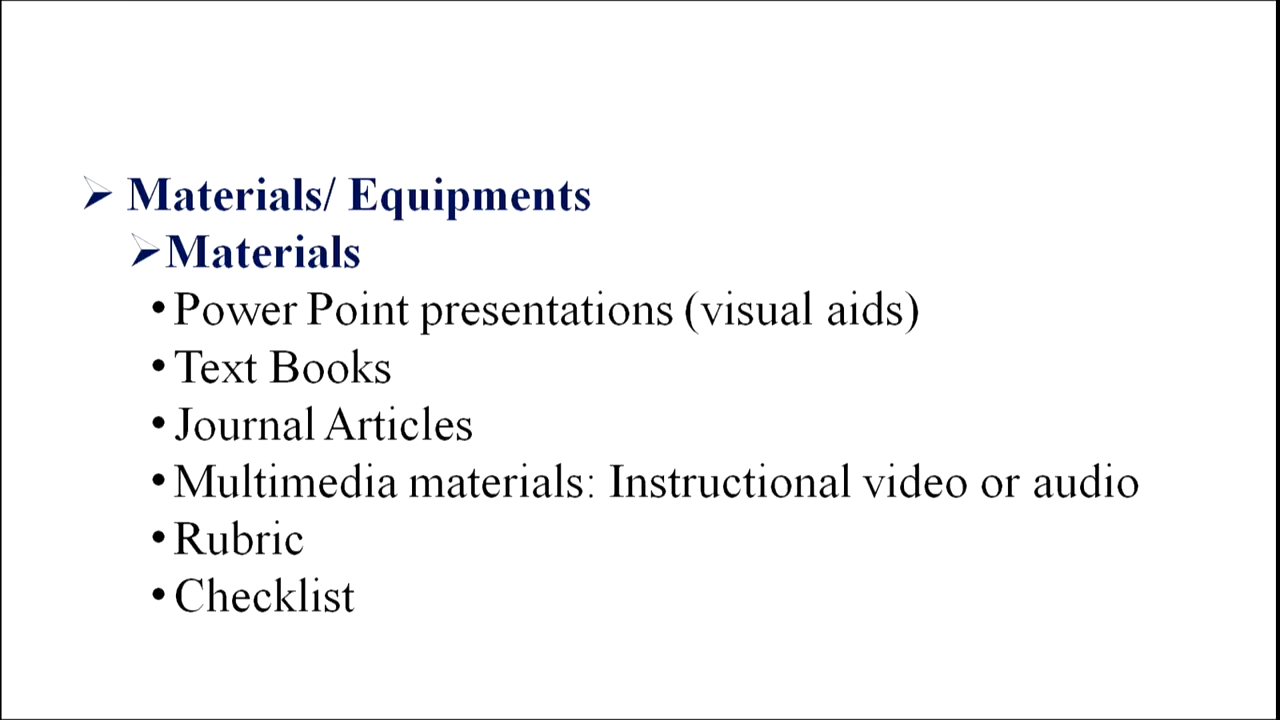 ➢ Materials/ Equipments
➢Materials
•Power Point presentations (visual aids)
•Text Books
•Journal Articles
•Multimedia materials: Instructional video or audio
•Rubric
•Checklist